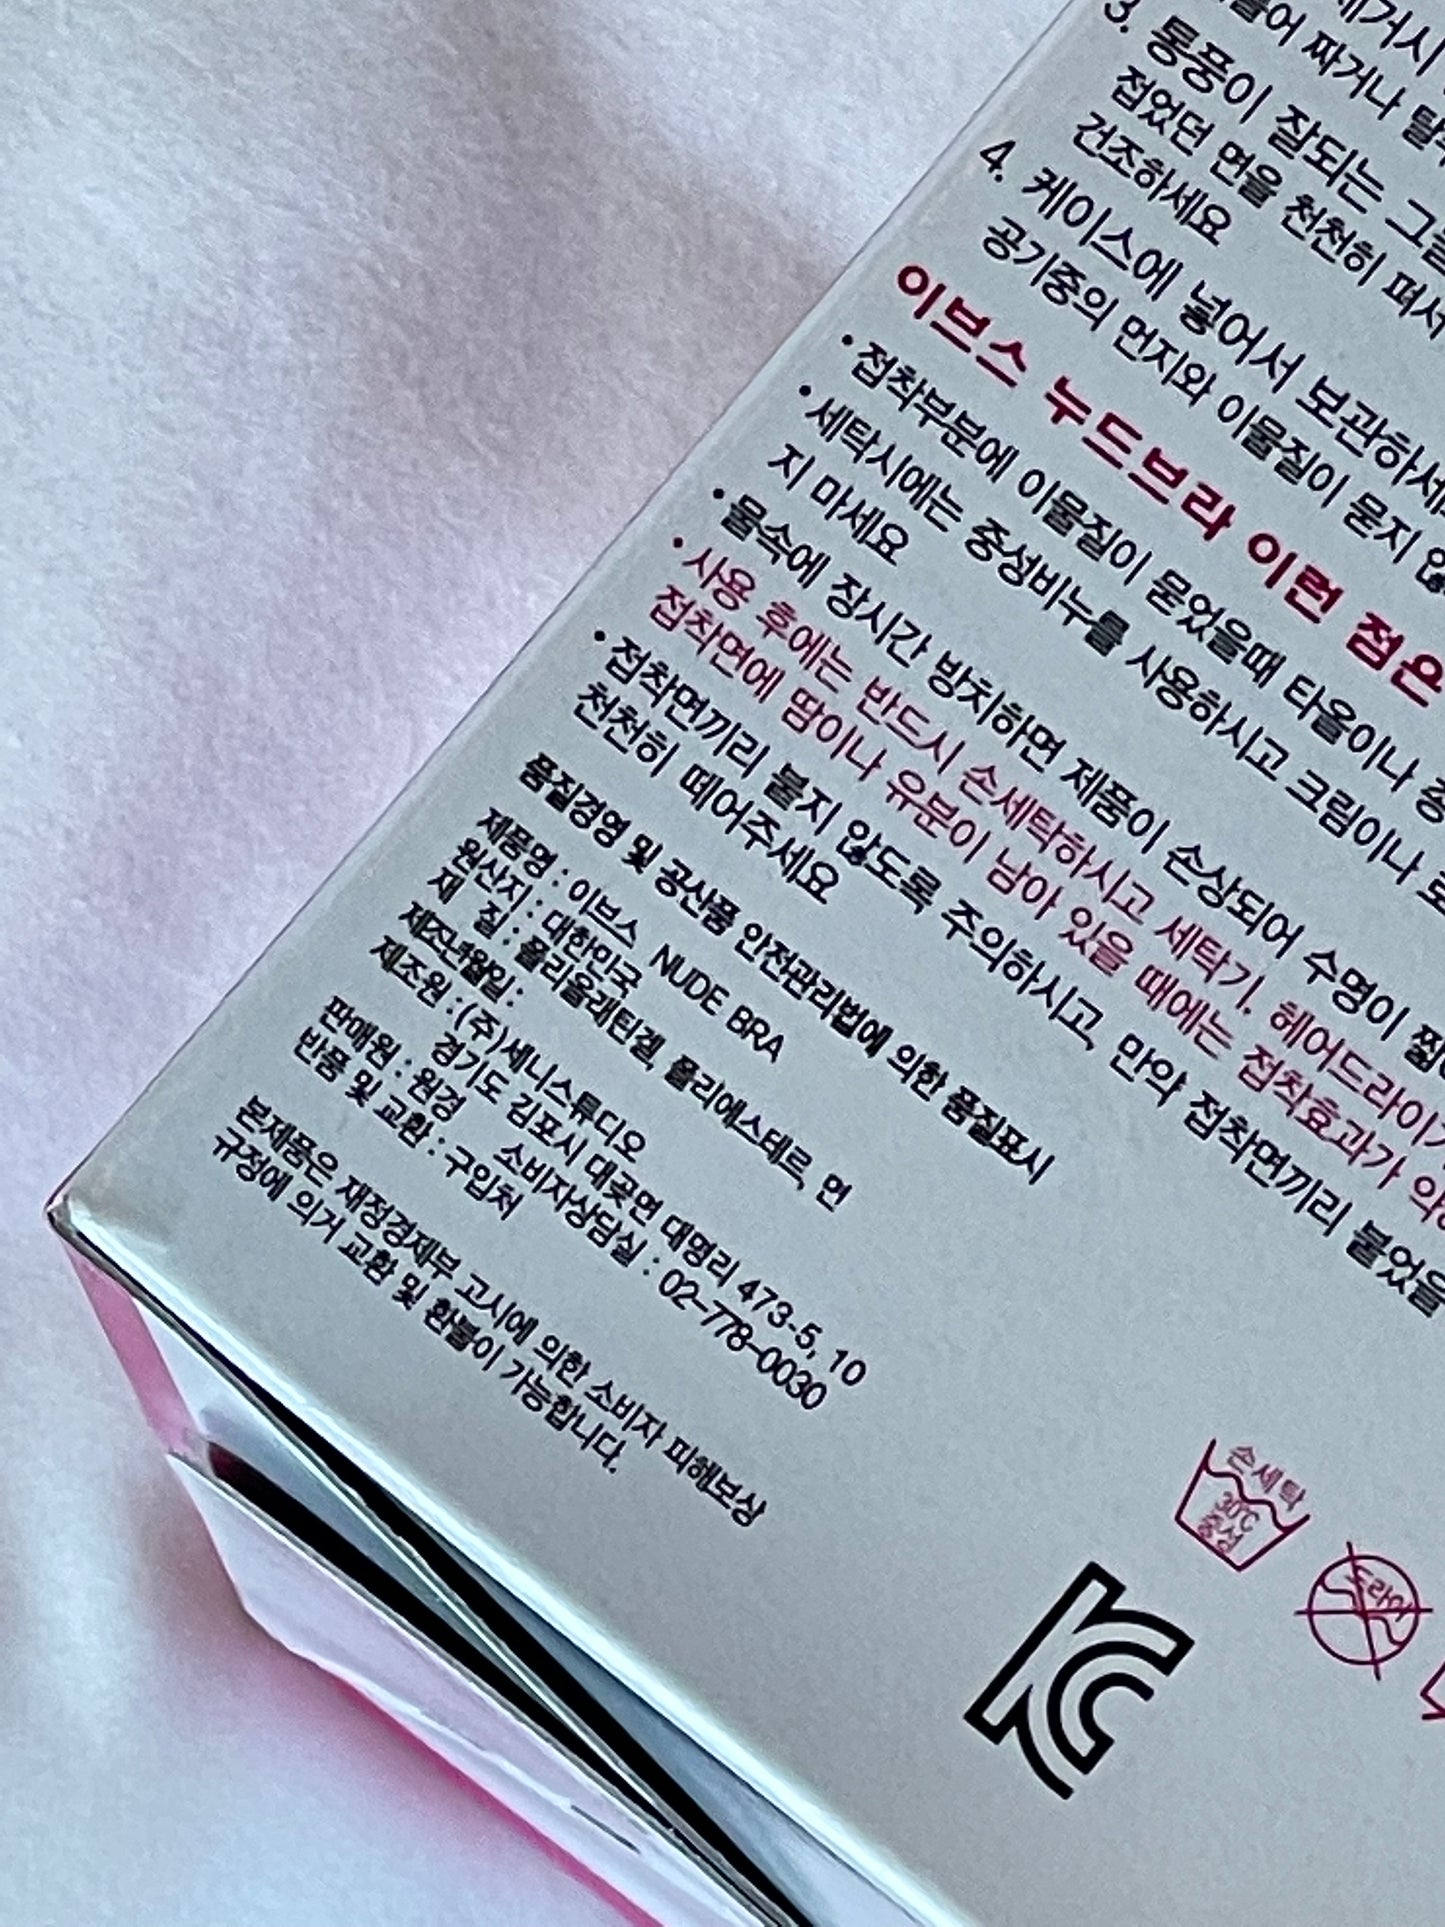 제거시
들어 짜거나
3. 통풍이 잘되는
접었던 면을 천천히 펴서
건조하세요
4. 케이스에 넣어서 보관하세
공기중의 먼지와 이물질이 묻지
이브스 누드브라 이런 점은
• 접착부분에 이물질이 묻었을때 타올이나
• 세탁시에는 중성비누를 사용하시고 크림이나
지 마세요
• 물속에 장시간 방치하면 제품이 손상되어 수명이
• 사용 후에는 반드시 손세탁하시고 세탁기. 헤어드라이
접착면에 땀이나 유분이 남아 있을 때에는 접착효과가
• 접착면끼리 붙지 않도록 주의하시고, 만약 접착면끼리 붙었을
천천히 떼어주세요
품질경영 및 공산품 안전관리법에 의한 품질표시
제품명 : 이브스 NUDE BRA
원산지 : 대한민국
재 질 : 폴리올래틴겔, 폴리에스테르, 면
제조년월일:
제조원 : (주)세니스튜디오
경기도 김포시 대곶면 대명리 473-5, 10
판매원 : 원경 소비자상담실 : 02-778-0030
반품 및 교환 : 구입처
본제품은 재정경제부 고시에 의한 소비자 피해보상
규정에 의거 교환 및 환불이 가능합니다.
손세탁
30℃
중성
드라이